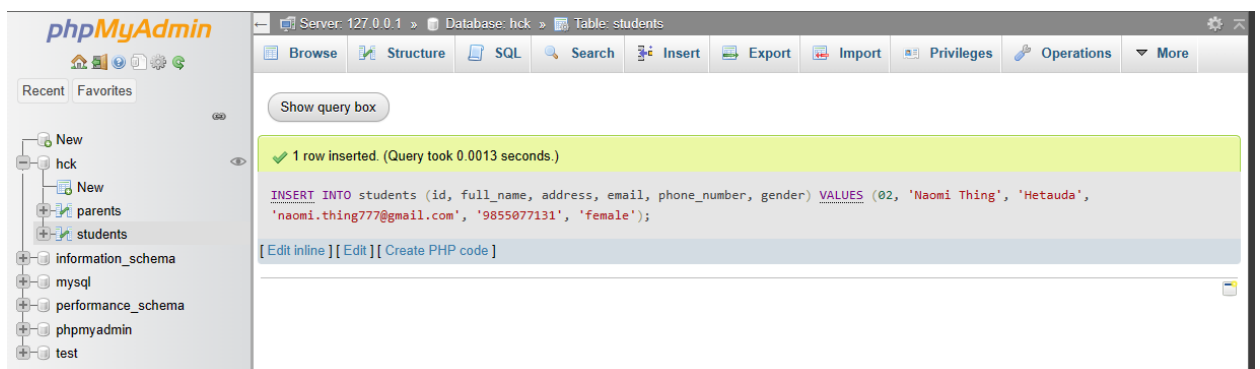 phpMyAdmin
Recent Favorites
New
hck
New
parents
students
information_schema
mysql
performance_schema
phpmyadmin
test
Server: 127.0.0.1 » Database: hck » Table: students
Browse Structure SQL Search Insert Export Import Privileges Operations More
Show query box
1 row inserted. (Query took 0.0013 seconds.)
INSERT INTO students (id, full_name, address, email, phone_number, gender) VALUES (02, 'Naomi Thing', 'Hetauda',
'naomi.thing777@gmail.com', '9855077131', 'female');
[ Edit inline ] [ Edit ] [ Create PHP code ]